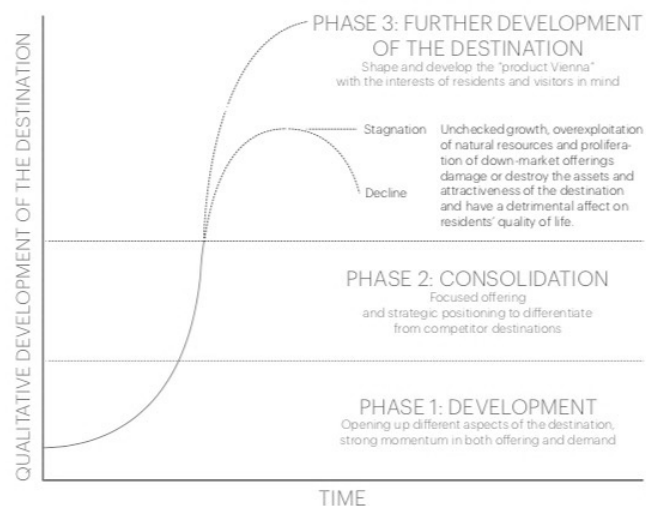 QUALITATIVE DEVELOPMENT OF THE DESTINATION
PHASE 3: FURTHER DEVELOPMENT
OF THE DESTINATION
Shape and develop the "product Vienna"
with the interests of residents and visitors in mind
Stagnation
Unchecked growth, overexploitation
of natural resources and prolifera-
tion of down-market offerings
damage or destroy the assets and
attractiveness of the destination
and have a detrimental affect on
residents' quality of life.
Decline
PHASE 2: CONSOLIDATION
Focused offering
and strategic positioning to differentiate
from competitor destinations
PHASE 1: DEVELOPMENT
Opening up different aspects of the destination,
strong momentum in both offering and demand
TIME